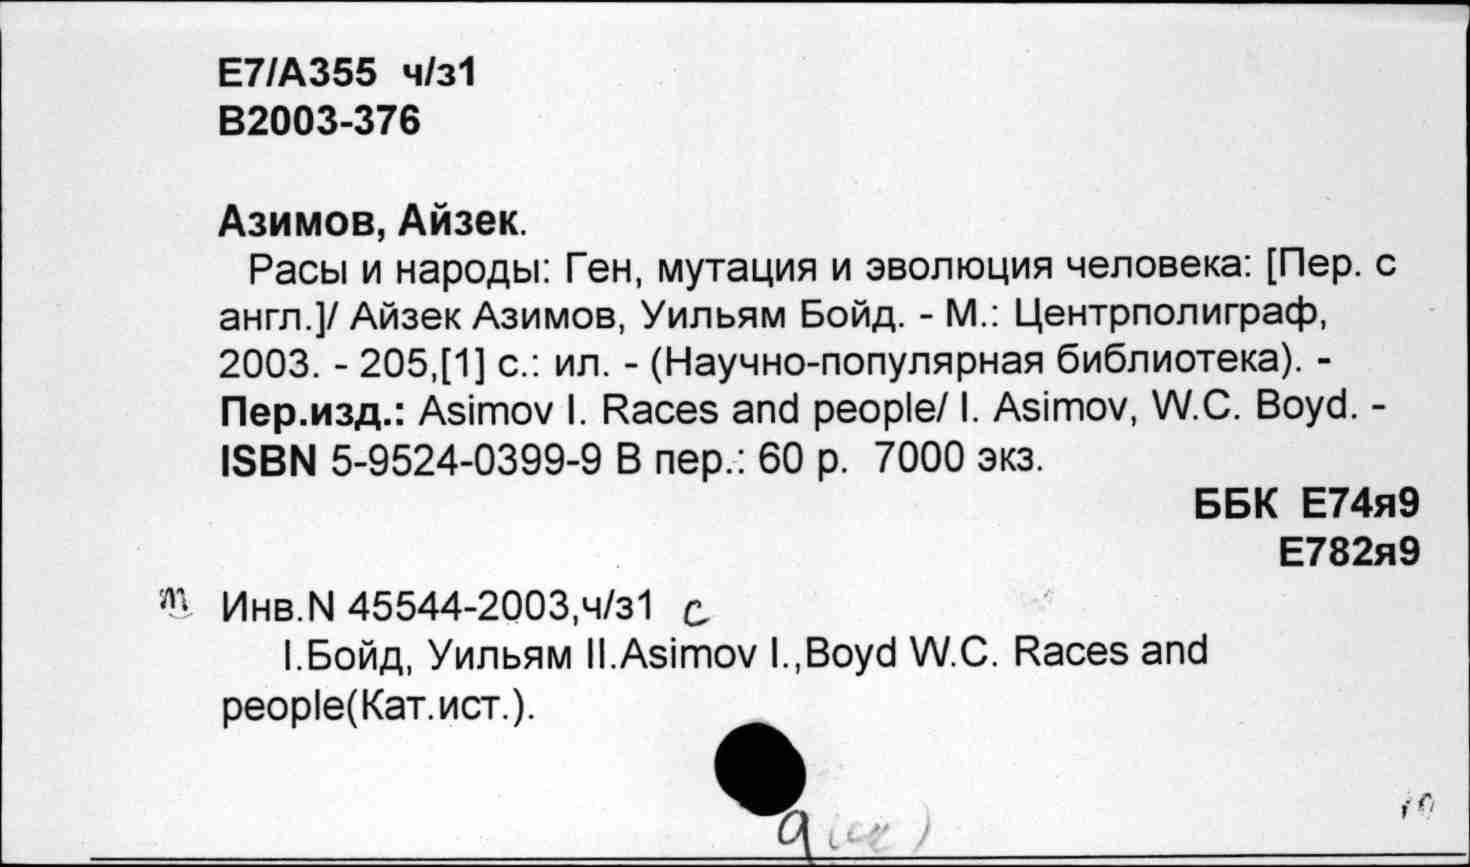 Е7/А355 ч/з1
В2003-376
Азимов, Айзек.
Расы и народы: Ген, мутация и эволюция человека: [Пер. с
англ.]/ Айзек Азимов, Уильям Бойд. - М.: Центрполиграф,
2003. - 205,[1] с.: ил. - (Научно-популярная библиотека). -
Пер.изд.: Asimov I. Races and people/ I. Asimov, W.C. Boyd. -
ISBN 5-9524-0399-9 В пер.: 60 р. 7000 экз.
ББК Е74я9
Е782я9
Инв.N 45544-2003,ч/з1 с
I.Бойд, Уильям II.Asimov I.,Boyd W.C. Races and
people(Кат.ист.).